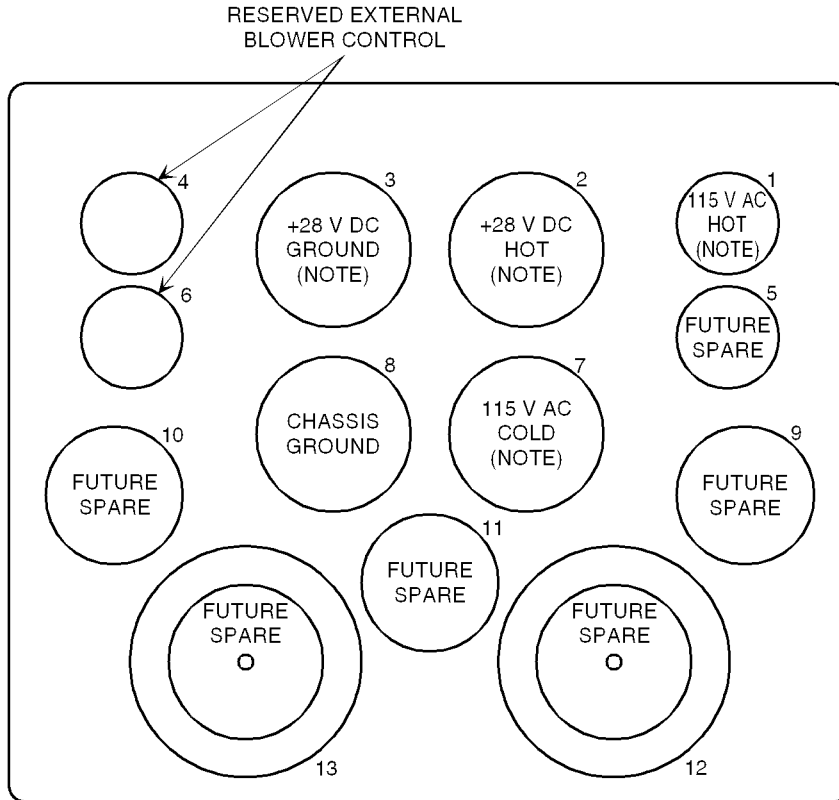 RESERVED EXTERNAL
BLOWER CONTROL
4
3
2
1
+28 V DC
GROUND
(NOTE)
+28 V DC
HOT
(NOTE)
115 V AC
HOT
(NOTE)
6
5
FUTURE
SPARE
8
7
CHASSIS
GROUND
115 V AC
COLD
(NOTE)
10
9
FUTURE
SPARE
FUTURE
SPARE
11
FUTURE
SPARE
FUTURE
SPARE
FUTURE
SPARE
13
12